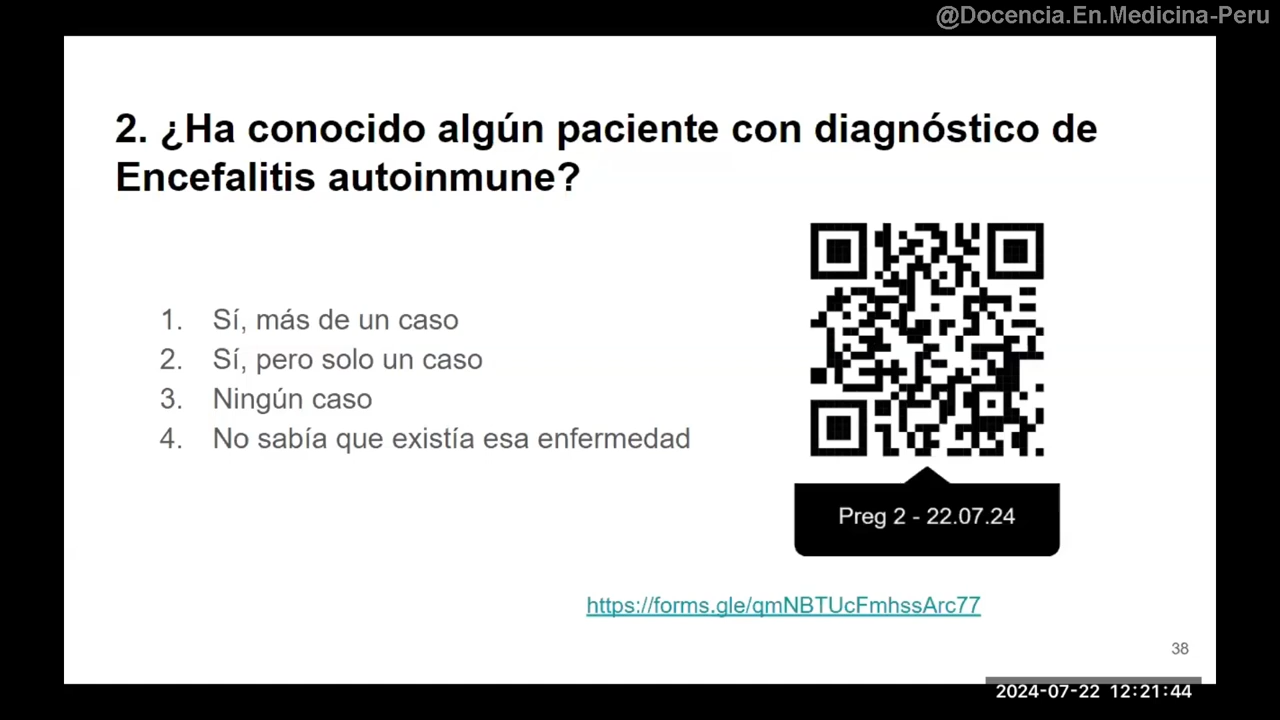 @Docencia.En.Medicina-Peru
2. ¿Ha conocido algún paciente con diagnóstico de
Encefalitis autoinmune?
1. Sí, más de un caso
2. Sí, pero solo un caso
3. Ningún caso
4. No sabía que existía esa enfermedad
Preg 2 - 22.07.24
https://forms.gle/qmNBTUcFmhssArc77
38
2024-07-22 12:21:44